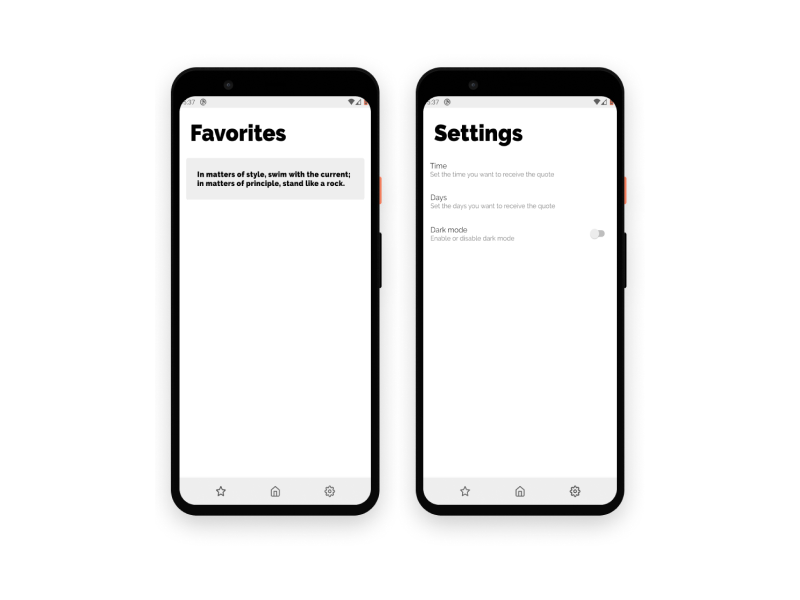 5:37
Favorites
In matters of style, swim with the current;
in matters of principle, stand like a rock.
5:37
Settings
Time
Set the time you want to receive the quote
Days
Set the days you want to receive the quote
Dark mode
Enable or disable dark mode